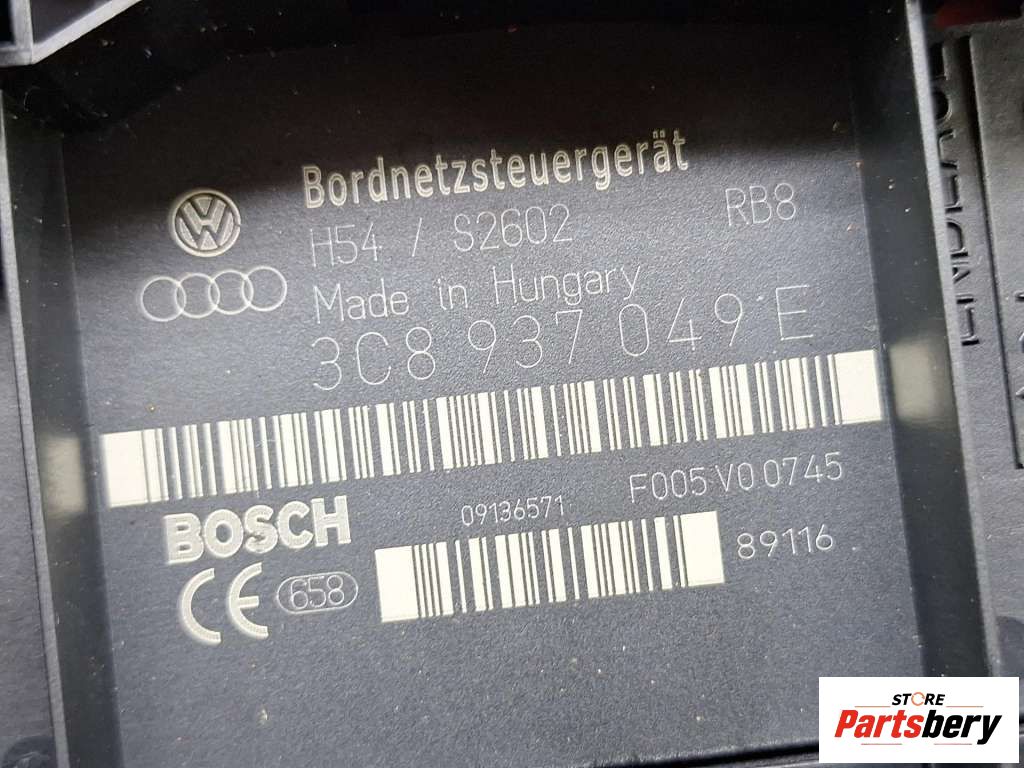 Bordnetzsteuergerät
H54 / S2602 RB8
Made in Hungary
3C8 937 049 E
BOSCH
09136571 F005 V0 0745
CE 658
89116
STORE
Partsbery